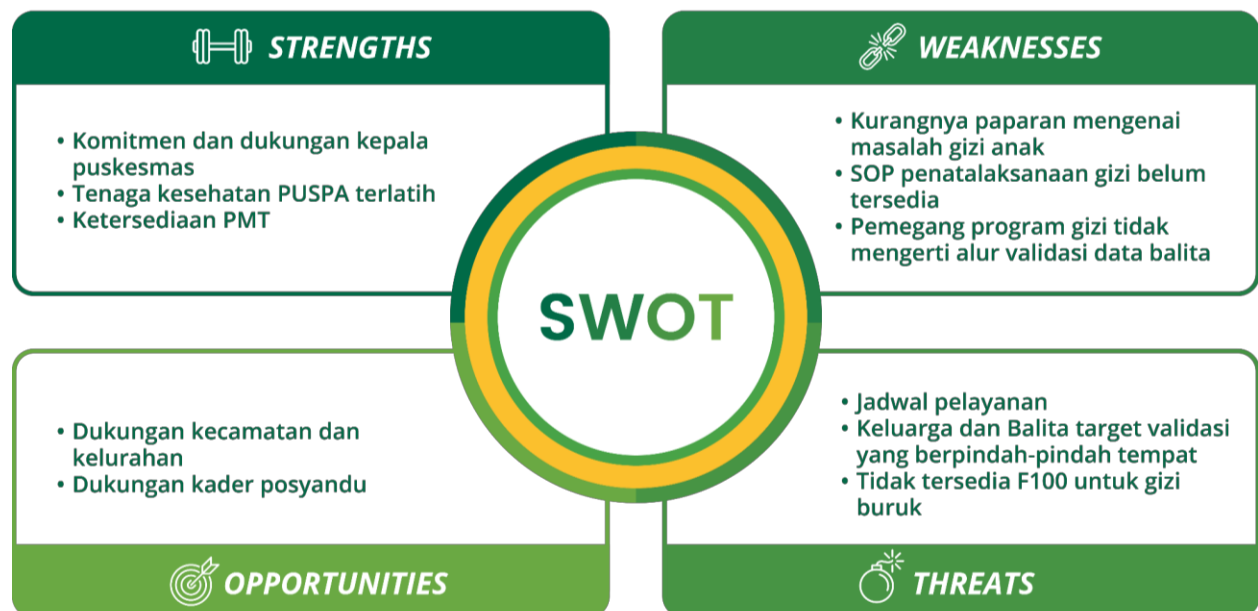 STRENGTHS
• Komitmen dan dukungan kepala
puskesmas
• Tenaga kesehatan PUSPA terlatih
• Ketersediaan PMT
WEAKNESSES
• Kurangnya paparan mengenai
masalah gizi anak
• SOP penatalaksanaan gizi belum
tersedia
• Pemegang program gizi tidak
mengerti alur validasi data balita
SWOT
• Dukungan kecamatan dan
kelurahan
• Dukungan kader posyandu
OPPORTUNITIES
• Jadwal pelayanan
• Keluarga dan Balita target validasi
yang berpindah-pindah tempat
• Tidak tersedia F100 untuk gizi
buruk
THREATS